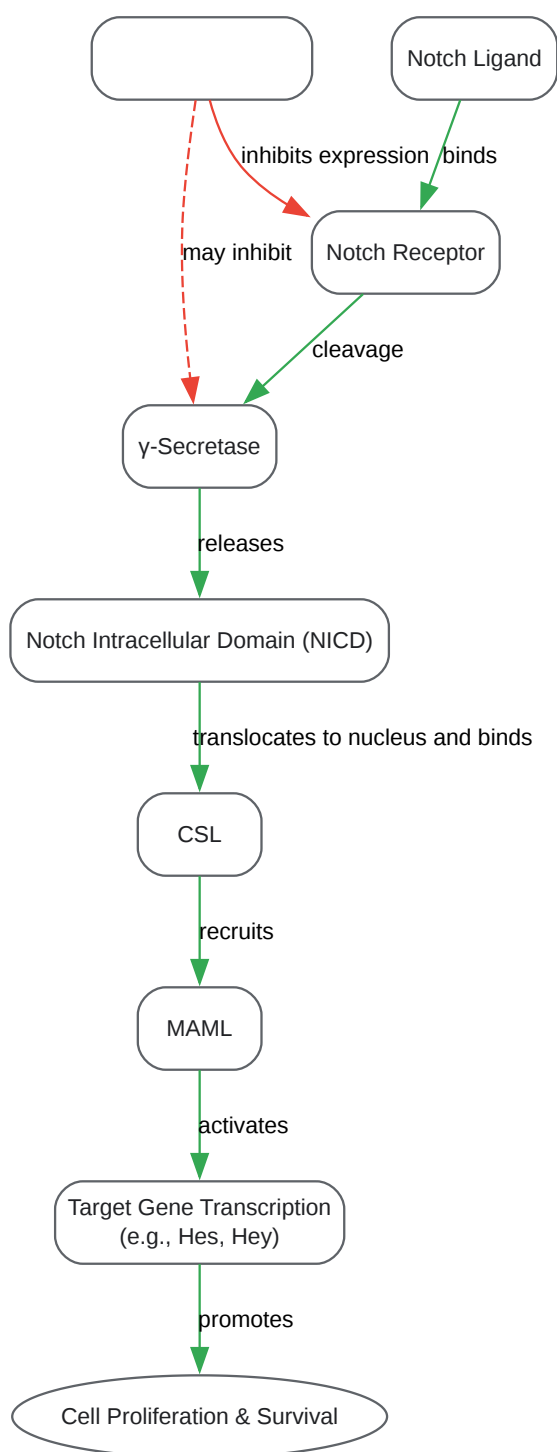 Notch Ligand
inhibits expression
binds
may inhibit
Notch Receptor
cleavage
γ-Secretase
releases
Notch Intracellular Domain (NICD)
translocates to nucleus and binds
CSL
recruits
MAML
activates
Target Gene Transcription
(e.g., Hes, Hey)
promotes
Cell Proliferation & Survival